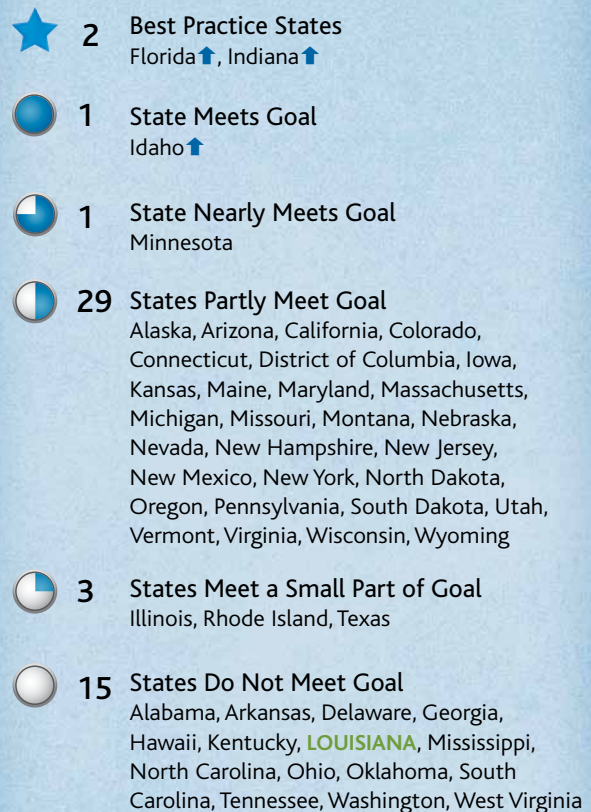 2 Best Practice States
Florida⬆, Indiana⬆
1 State Meets Goal
Idaho⬆
1 State Nearly Meets Goal
Minnesota
29 States Partly Meet Goal
Alaska, Arizona, California, Colorado,
Connecticut, District of Columbia, Iowa,
Kansas, Maine, Maryland, Massachusetts,
Michigan, Missouri, Montana, Nebraska,
Nevada, New Hampshire, New Jersey,
New Mexico, New York, North Dakota,
Oregon, Pennsylvania, South Dakota, Utah,
Vermont, Virginia, Wisconsin, Wyoming
3 States Meet a Small Part of Goal
Illinois, Rhode Island, Texas
15 States Do Not Meet Goal
Alabama, Arkansas, Delaware, Georgia,
Hawaii, Kentucky, LOUISIANA, Mississippi,
North Carolina, Ohio, Oklahoma, South
Carolina, Tennessee, Washington, West Virginia